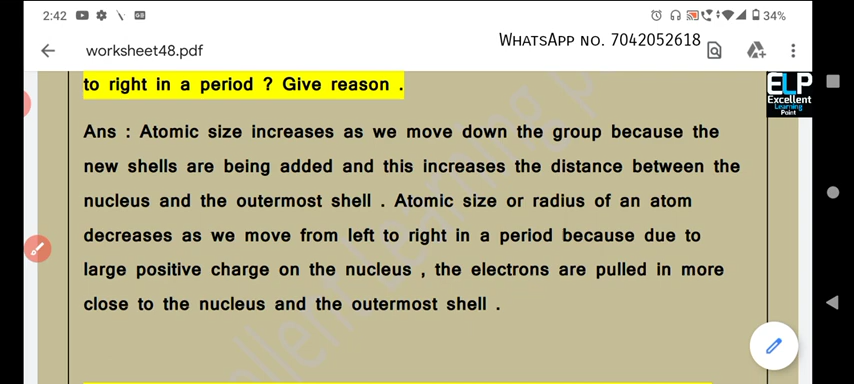 2:42
GB
34%
worksheet48.pdf
WHATSAPP NO. 7042052618
to right in a period ? Give reason .
ELP
Excellent
Learning
Point
Ans : Atomic size increases as we move down the group because the
new shells are being added and this increases the distance between the
nucleus and the outermost shell . Atomic size or radius of an atom
decreases as we move from left to right in a period because due to
large positive charge on the nucleus , the electrons are pulled in more
close to the nucleus and the outermost shell .
ellent Learning P